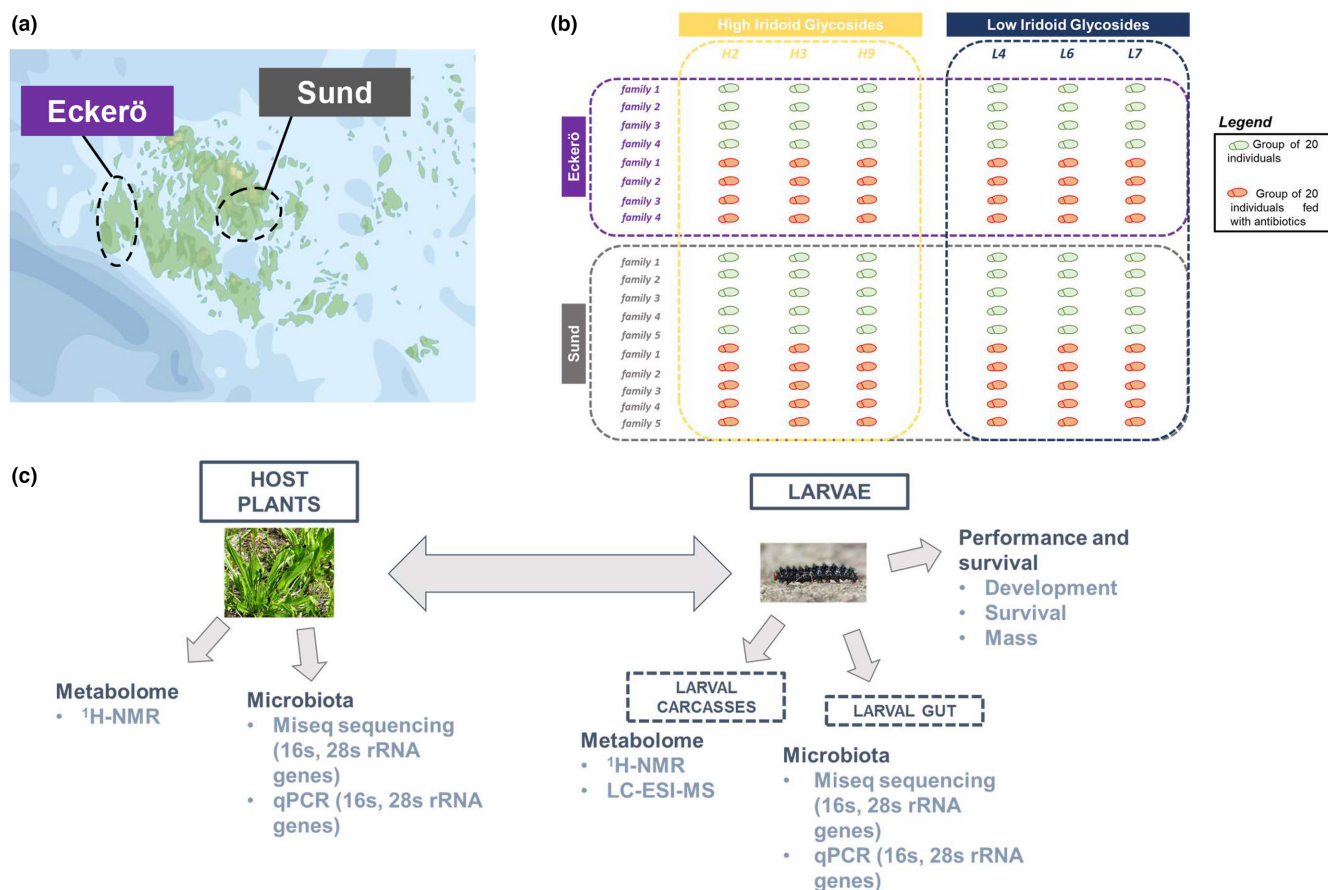 (a)
Eckerö
Sund
(b)
High Iridoid Glycosides
Low Iridoid Glycosides
H2 H3 H9 L4 L6 L7
Eckerö
family 1
family 2
family 3
family 4
family 1
family 2
family 3
family 4
Sund
family 1
family 2
family 3
family 4
family 5
family 1
family 2
family 3
family 4
family 5
Legend
Group of 20
individuals
Group of 20
individuals fed
with antibiotics
(c)
HOST
PLANTS
Metabolome
• ¹H-NMR
Microbiota
• Miseq sequencing
(16s, 28s rRNA
genes)
• qPCR (16s, 28s rRNA
genes)
LARVAE
Performance and
survival
• Development
• Survival
• Mass
LARVAL
CARCASSES
Metabolome
• ¹H-NMR
• LC-ESI-MS
LARVAL GUT
Microbiota
• Miseq sequencing
(16s, 28s rRNA
genes)
• qPCR (16s, 28s rRNA
genes)